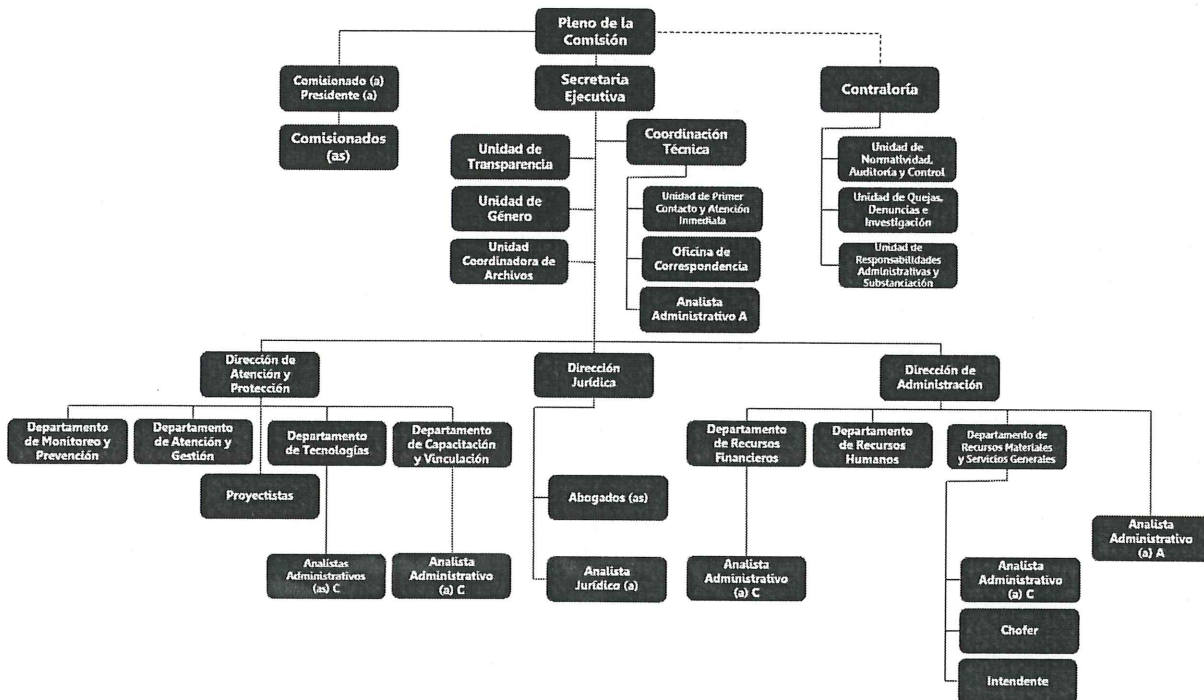 Pleno de la
Comisión
Comisionado (a)
Presidente (a)
Secretaria
Ejecutiva
Contraloría
Comisionados
(as)
Coordinación
Técnica
Unidad de
Transparencia
Unidad de
Normatividad,
Auditoría y Control
Unidad de
Género
Unidad de Primer
Contacto y Atención
Inmediata
Unidad de Quejas,
Denuncias e
Investigación
Unidad
Coordinadora de
Archivos
Oficina de
Correspondencia
Unidad de
Responsabilidades
Administrativas y
Substanciación
Analista
Administrativo A
Dirección de
Atención y
Protección
Dirección
Jurídica
Dirección de
Administración
Departamento
de Monitoreo y
Prevención
Departamento
de Atención y
Gestión
Departamento
de Tecnologías
Departamento
de Capacitación
y Vinculación
Departamento
de Recursos
Financieros
Departamento
de Recursos
Humanos
Departamento de
Recursos Materiales
y Servicios Generales
Proyectistas
Abogados (as)
Analista
Administrativo
(a) A
Analistas
Administrativos
(as) C
Analista
Administrativo
(a) C
Analista
Jurídico (a)
Analista
Administrativo
(a) C
Analista
Administrativo
(a) C
Chofer
Intendente